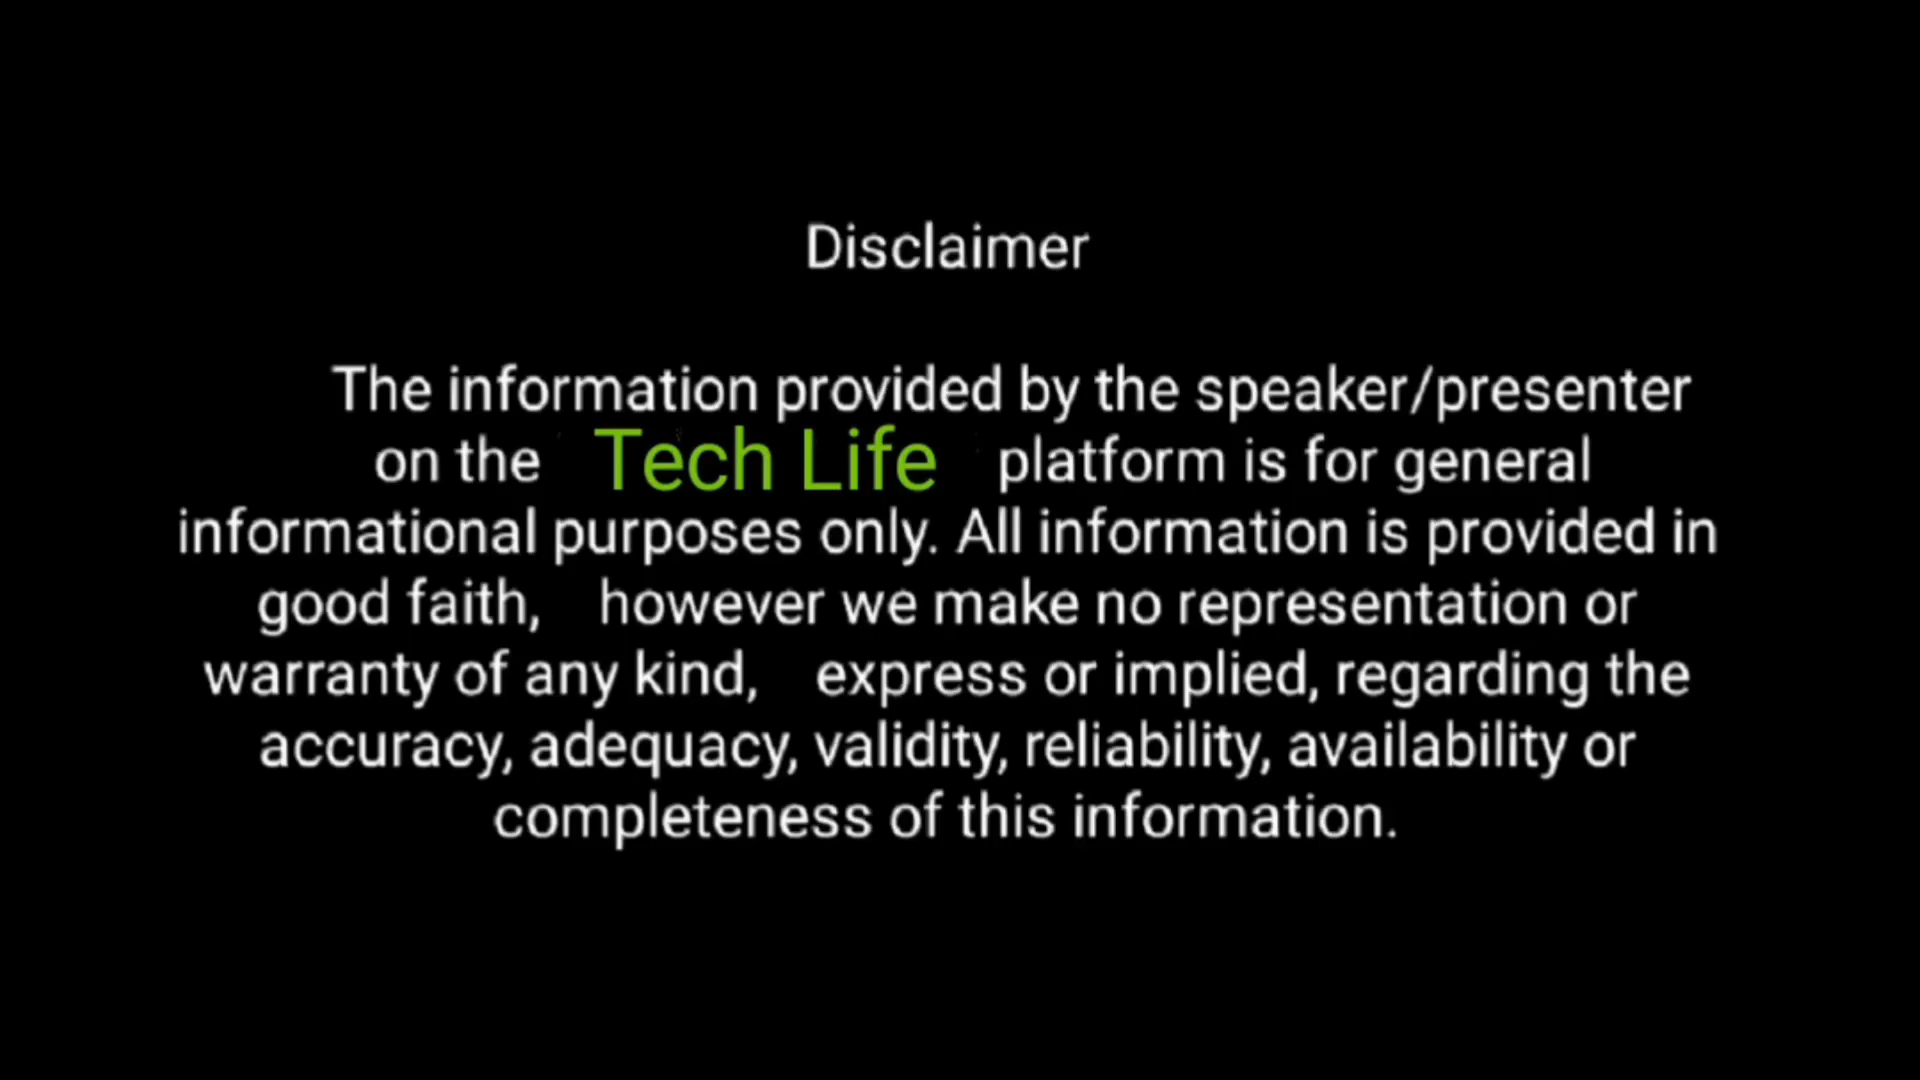 Disclaimer
The information provided by the speaker/presenter
on the Tech Life platform is for general
informational purposes only. All information is provided in
good faith, however we make no representation or
warranty of any kind, express or implied, regarding the
accuracy, adequacy, validity, reliability, availability or
completeness of this information.